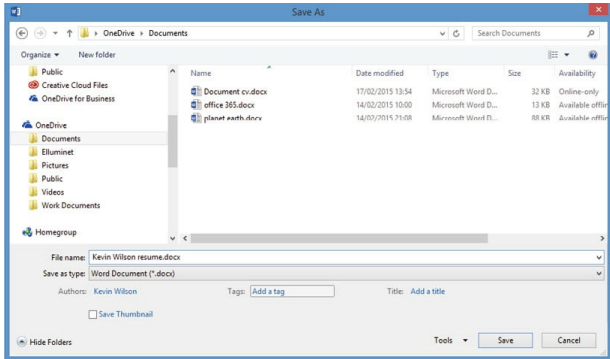 Save As
OneDrive ▸ Documents
Search Documents
Organize
New folder
Public
Creative Cloud Files
OneDrive for Business
OneDrive
Documents
Elluminet
Pictures
Public
Videos
Work Documents
Homegroup
Name Date modified Type Size Availability
Document cv.docx 17/02/2015 13:54 Microsoft Word D... 32 KB Online-only
office 365.docx 14/02/2015 10:00 Microsoft Word D... 13 KB Available offlin
planet earth.docx 14/02/2015 21:08 Microsoft Word D... 88 KB Available offlin
File name: Kevin Wilson resume.docx
Save as type: Word Document (*.docx)
Authors: Kevin Wilson Tags: Add a tag Title: Add a title
Save Thumbnail
Hide Folders Tools Save Cancel